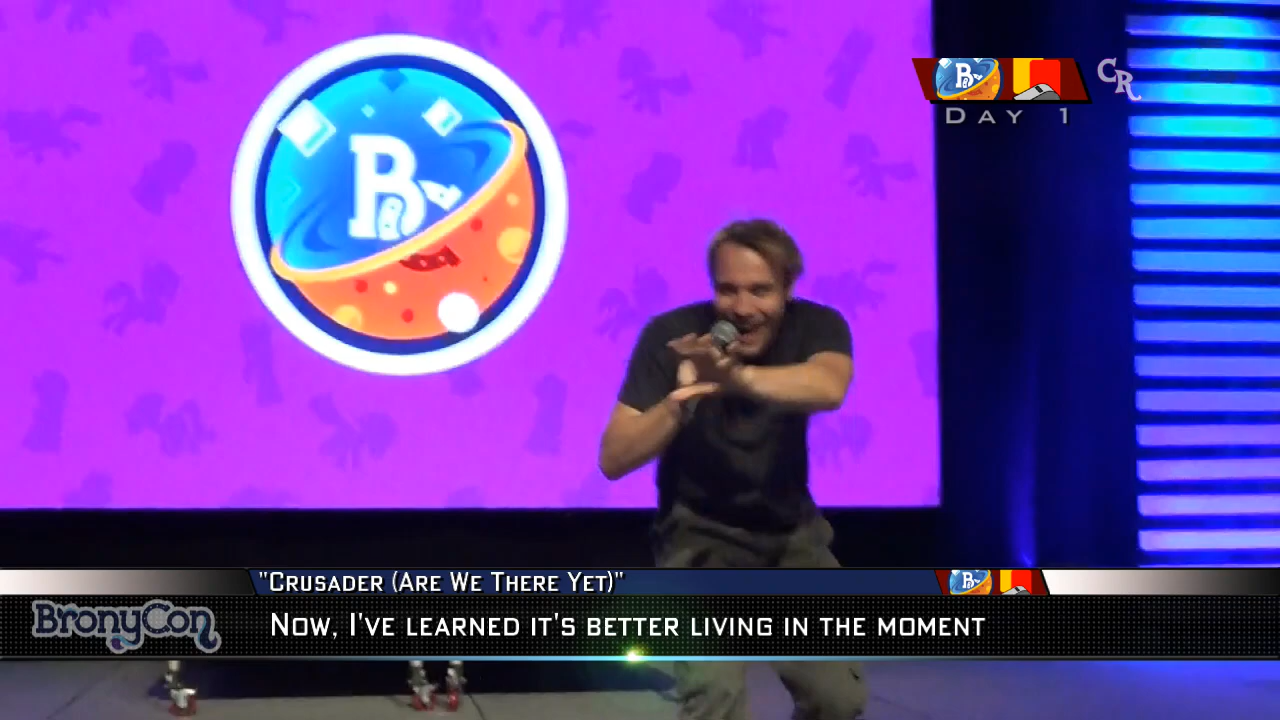 B
B
CR
Day 1
"Crusader (Are We There Yet)"
B
BronyCon
Now, I've learned it's better living in the moment